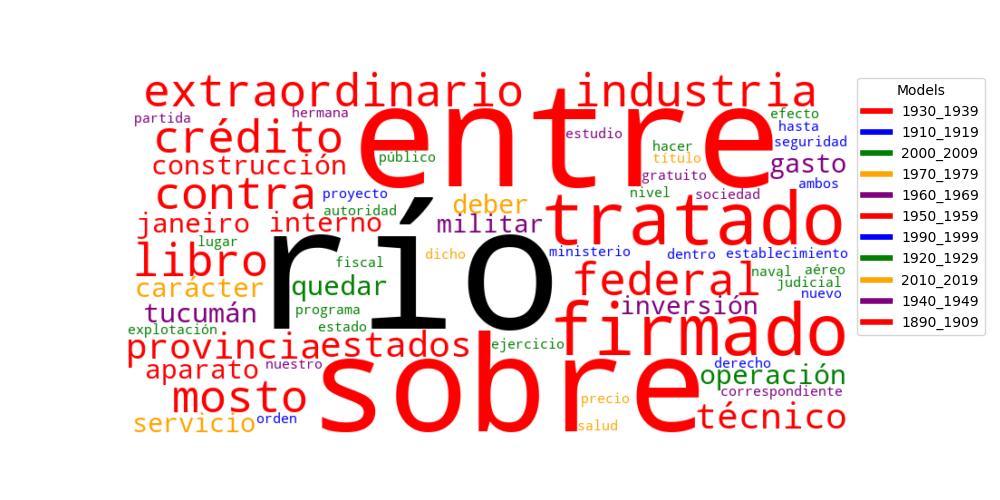 extraordinario industria
partida hermana entre efecto
crédito público estudio hacer hasta
construcción título seguridad
contra proyecto gratuito gasto
autoridad deber nivel sociedad ambos
janeiro interno militar tratado
lugar río ministerio dentro establecimiento
libro fiscal dicho federal naval aéreo
carácter quedar judicial
tucumán programa inversión nuevo
explotación estado firmado
provincia estados ejercicio
aparato nuestro sobre derecho
mosto precio operación
correspondiente
servicio orden salud técnico
Models
1930_1939
1910_1919
2000_2009
1970_1979
1960_1969
1950_1959
1990_1999
1920_1929
2010_2019
1940_1949
1890_1909